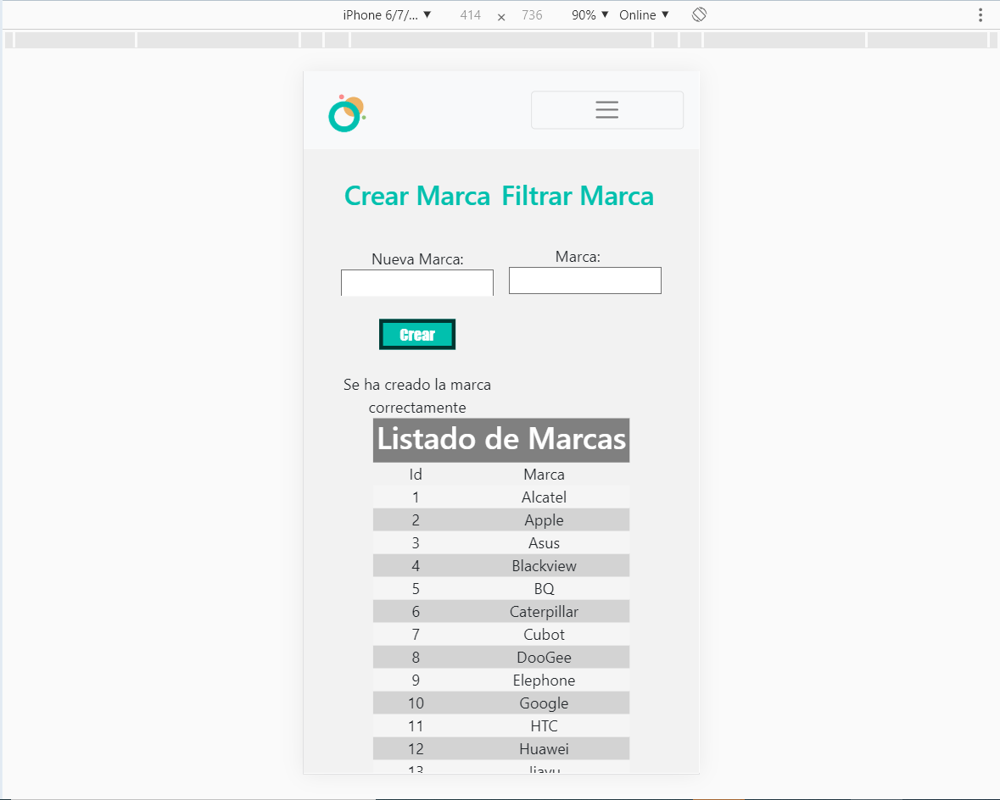 iPhone 6/7/... ▼ 414 × 736 90% ▼ Online ▼
Crear Marca Filtrar Marca
Nueva Marca: Marca:
Crear
Se ha creado la marca
correctamente
Listado de Marcas
Id Marca
1 Alcatel
2 Apple
3 Asus
4 Blackview
5 BQ
6 Caterpillar
7 Cubot
8 DooGee
9 Elephone
10 Google
11 HTC
12 Huawei
13 Jiayu